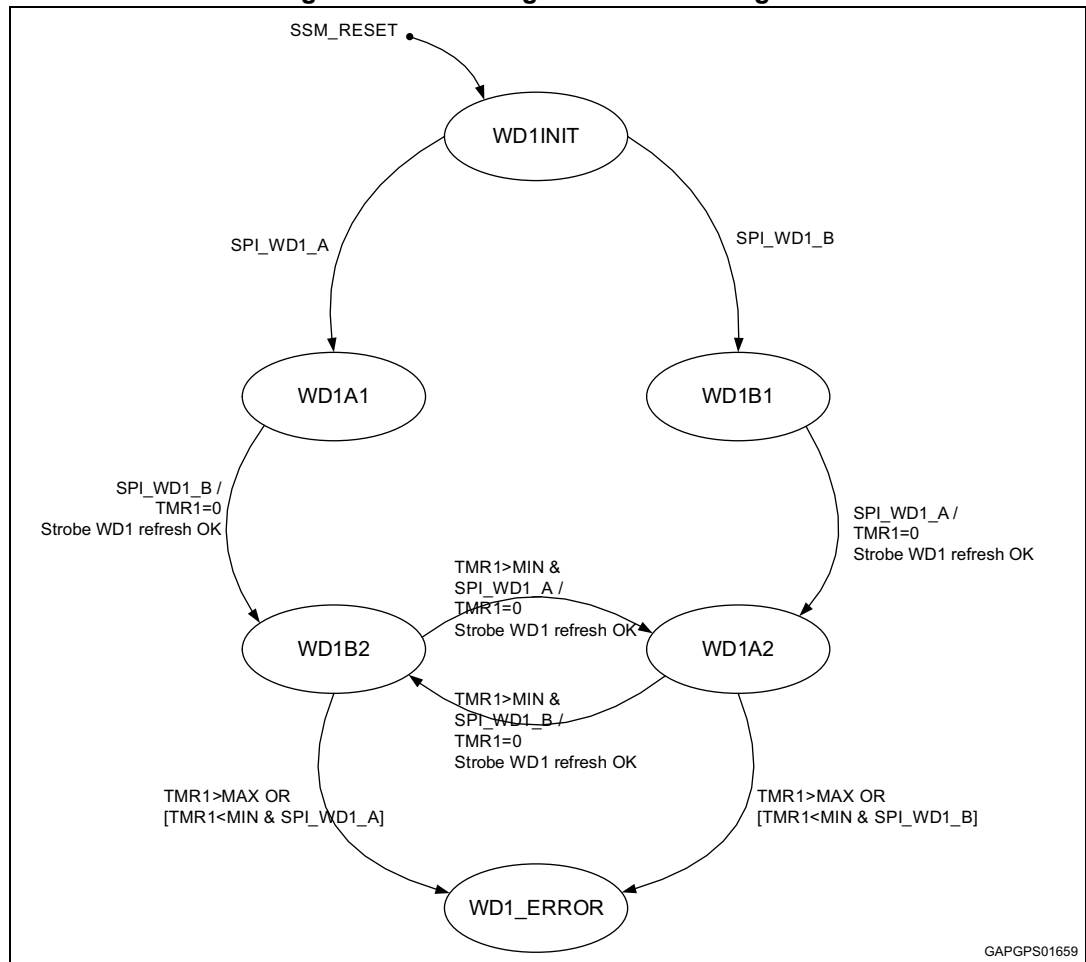 SSM_RESET
WD1INIT
SPI_WD1_A
SPI_WD1_B
WD1A1
WD1B1
SPI_WD1_B /
TMR1=0
Strobe WD1 refresh OK
SPI_WD1_A /
TMR1=0
Strobe WD1 refresh OK
TMR1>MIN &
SPI_WD1_A /
TMR1=0
Strobe WD1 refresh OK
WD1B2
WD1A2
TMR1>MIN &
SPI_WD1_B /
TMR1=0
Strobe WD1 refresh OK
TMR1>MAX OR
[TMR1<MIN & SPI_WD1_A]
TMR1>MAX OR
[TMR1<MIN & SPI_WD1_B]
WD1_ERROR
GAPGPS01659